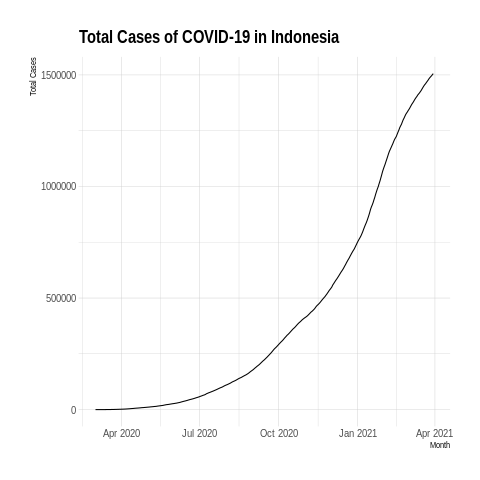 Total Cases of COVID-19 in Indonesia
Total Cases
1500000
1000000
500000
0
Apr 2020 Jul 2020 Oct 2020 Jan 2021 Apr 2021
Month